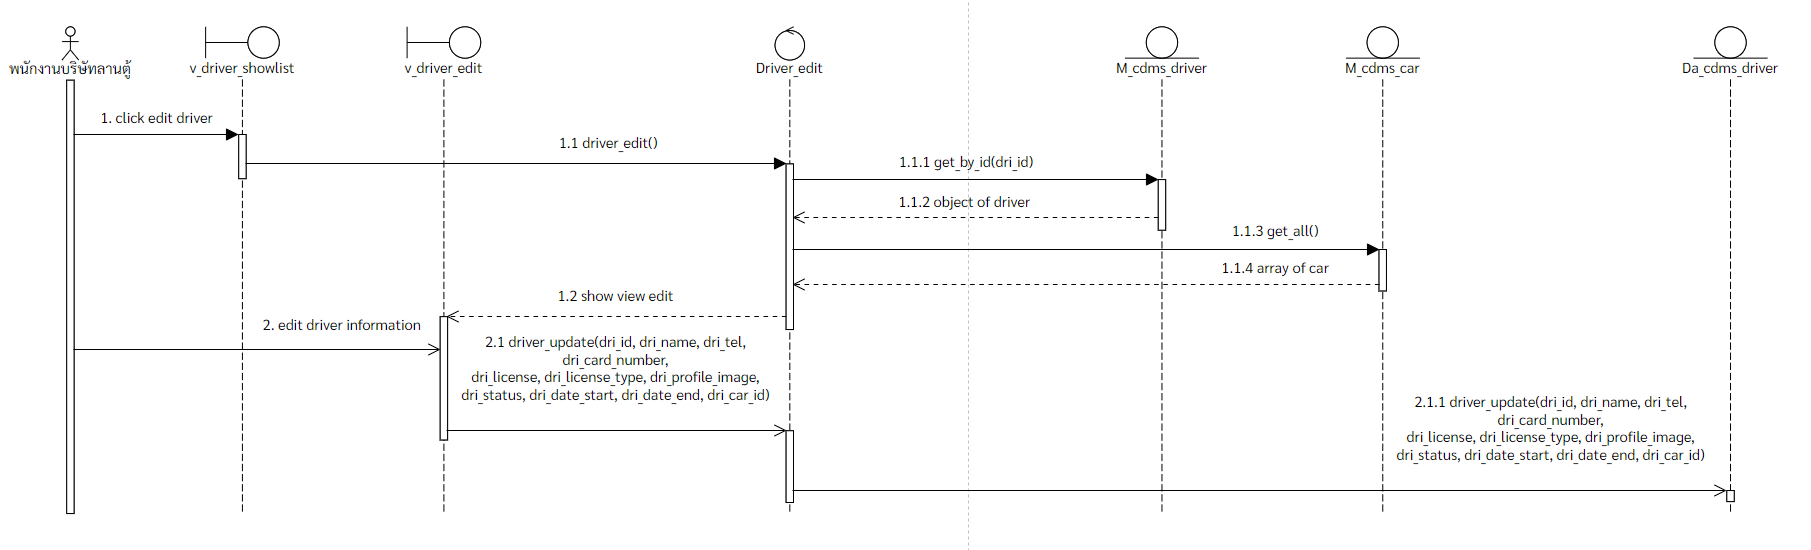 พนักงานบริษัทลานตู้
v_driver_showlist
v_driver_edit
Driver_edit
M_cdms_driver
M_cdms_car
Da_cdms_driver
1. click edit driver
1.1 driver_edit()
1.1.1 get_by_id(dri_id)
1.1.2 object of driver
1.1.3 get_all()
1.1.4 array of car
1.2 show view edit
2. edit driver information
2.1 driver_update(dri_id, dri_name, dri_tel,
dri_card_number,
dri_license, dri_license_type, dri_profile_image,
dri_status, dri_date_start, dri_date_end, dri_car_id)
2.1.1 driver_update(dri_id, dri_name, dri_tel,
dri_card_number,
dri_license, dri_license_type, dri_profile_image,
dri_status, dri_date_start, dri_date_end, dri_car_id)